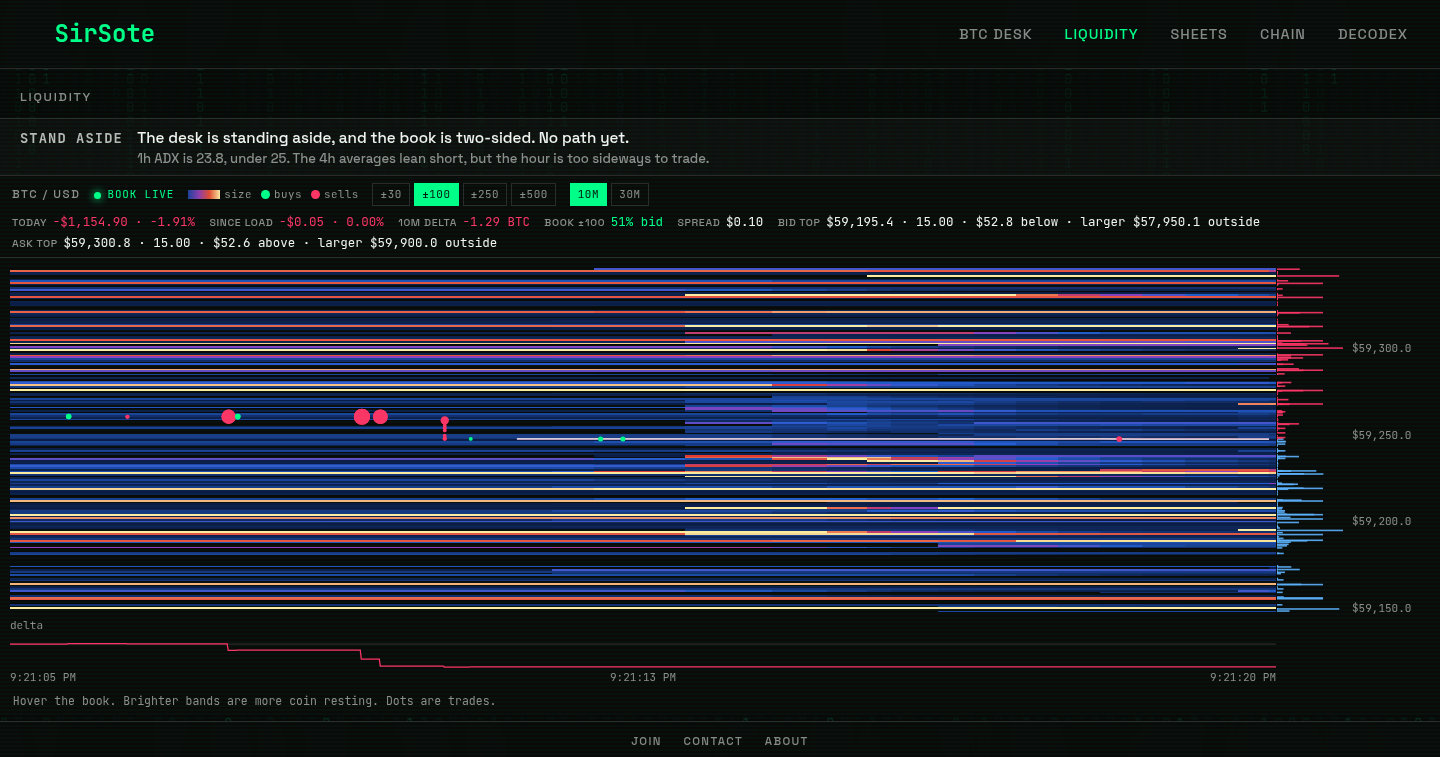 SirSote
BTC DESK LIQUIDITY SHEETS CHAIN DECODEX
LIQUIDITY
STAND ASIDE The desk is standing aside, and the book is two-sided. No path yet.
1h ADX is 23.8, under 25. The 4h averages lean short, but the hour is too sideways to trade.
BTC / USD BOOK LIVE size buys sells ±30 ±100 ±250 ±500 10M 30M
TODAY -$1,154.90 · -1.91% SINCE LOAD -$0.05 · 0.00% 10M DELTA -1.29 BTC BOOK ±100 51% bid SPREAD $0.10 BID TOP $59,195.4 · 15.00 · $52.8 below · larger $57,950.1 outside
ASK TOP $59,300.8 · 15.00 · $52.6 above · larger $59,900.0 outside
$59,300.0
$59,250.0
$59,200.0
$59,150.0
delta
9:21:05 PM 9:21:13 PM 9:21:20 PM
Hover the book. Brighter bands are more coin resting. Dots are trades.
JOIN CONTACT ABOUT